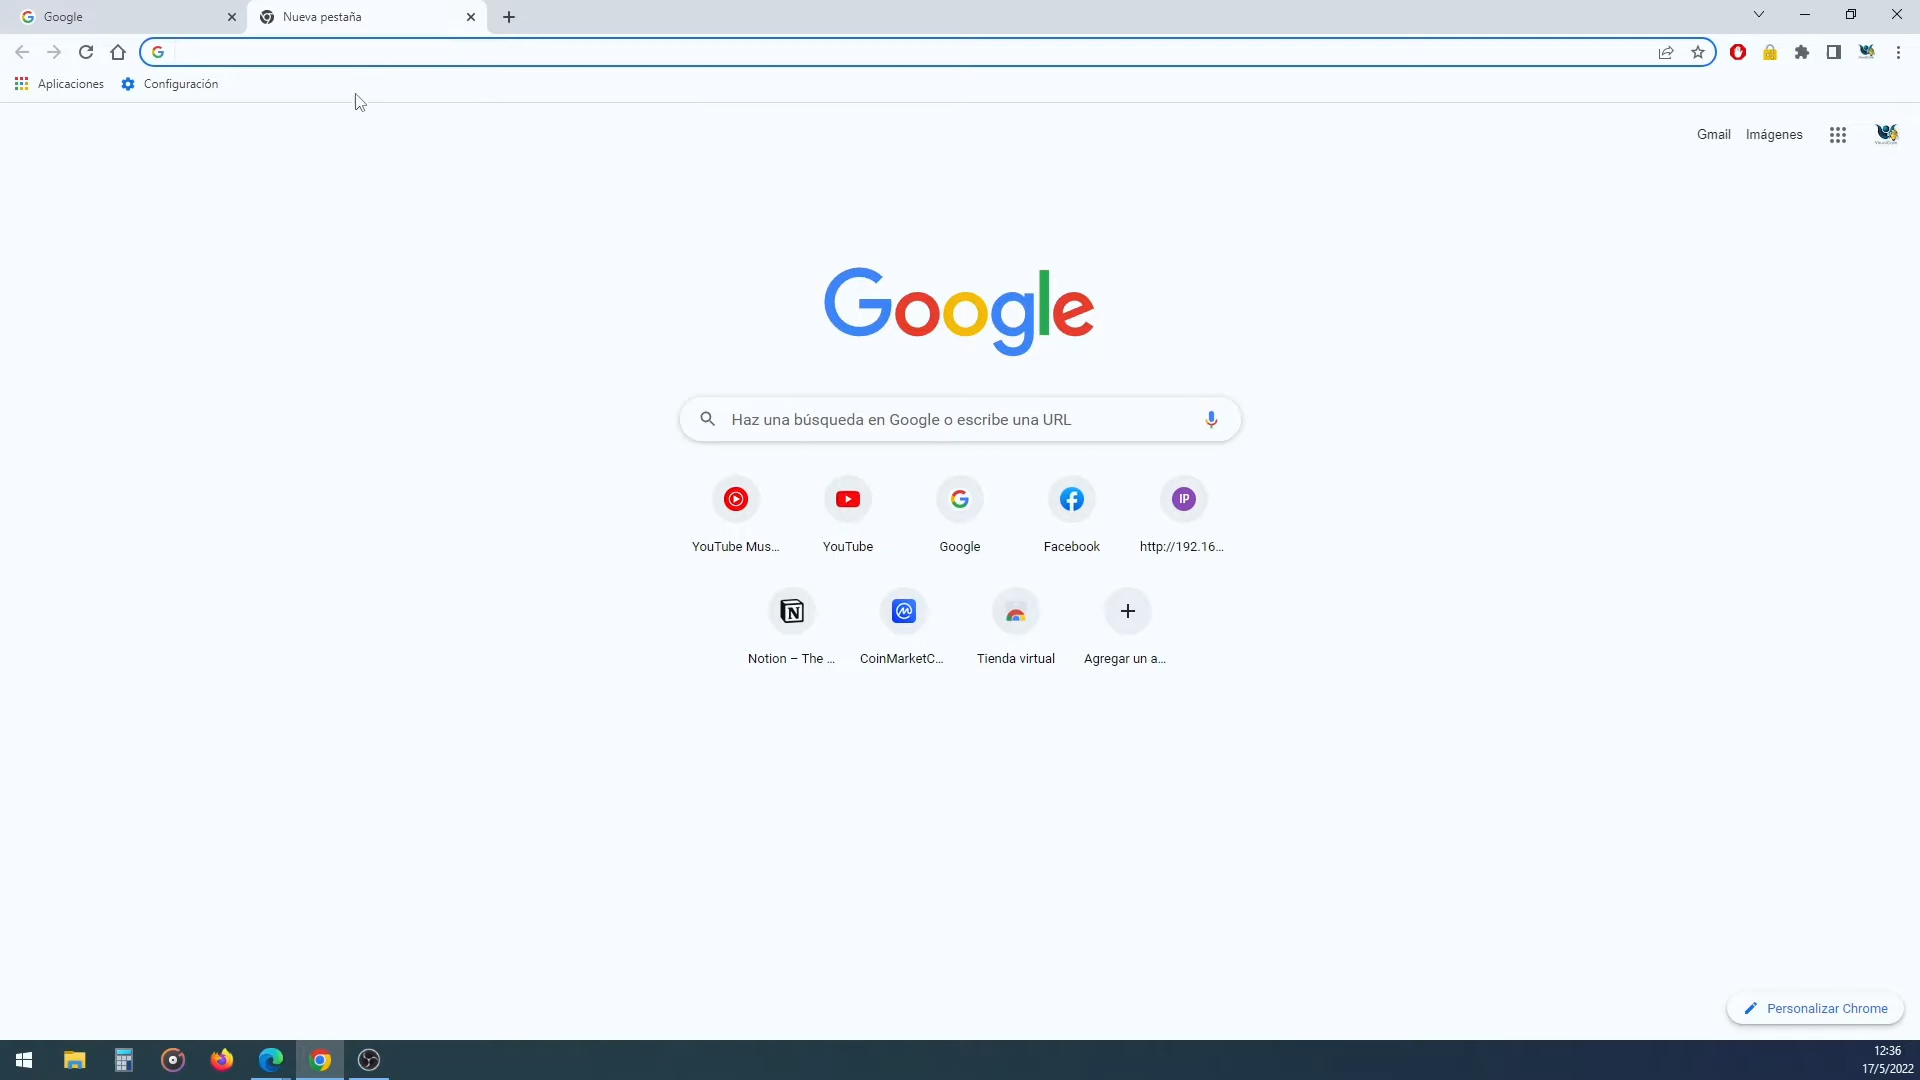 Google
Nueva pestaña
Aplicaciones
Configuración
Gmail
Imágenes
Google
Haz una búsqueda en Google o escribe una URL
IP
YouTube Mus...
YouTube
Google
Facebook
http://192.16...
N
Notion – The ...
CoinMarketC...
Tienda virtual
Agregar un a...
Personalizar Chrome
12:36
17/5/2022